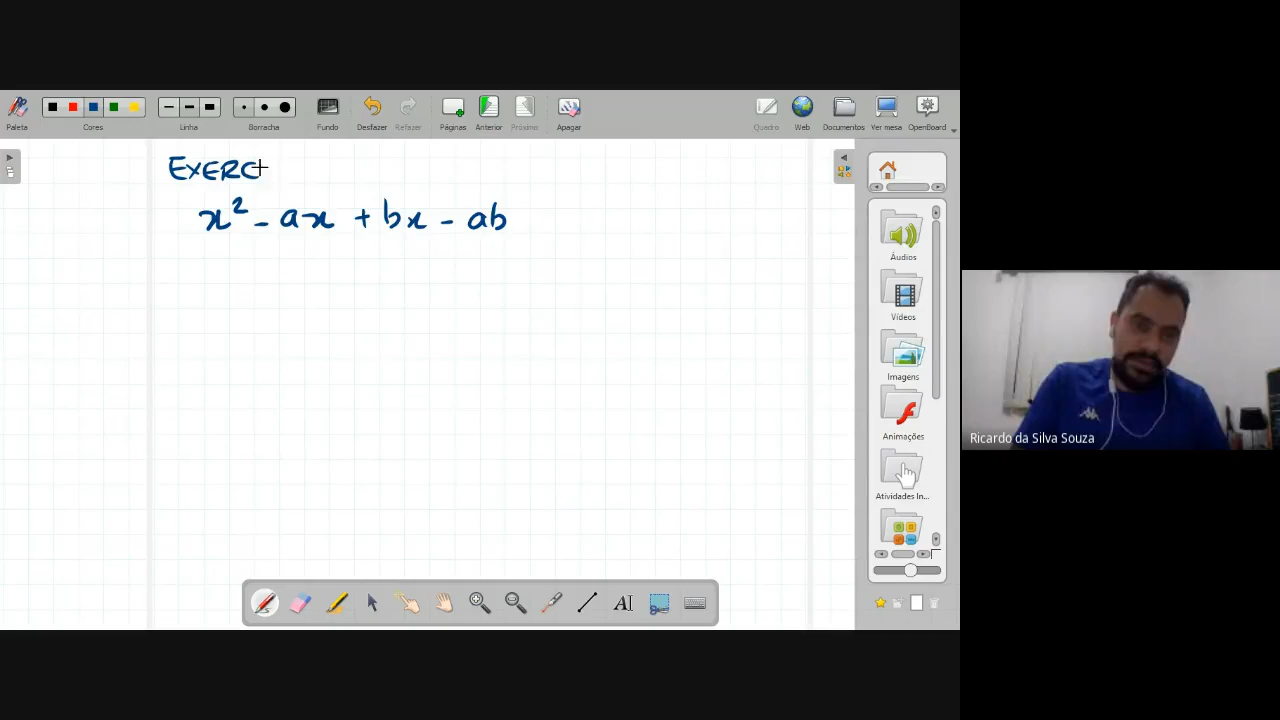 Paleta Cores Linha Borracha Fundo Desfazer Refazer Páginas Anterior Próximo Apagar Quadro Web Documentos Ver mesa OpenBoard
EXERC
x² - ax + bx - ab
Áudios
Vídeos
Imagens
Animações
Atividades In...
Ricardo da Silva Souza